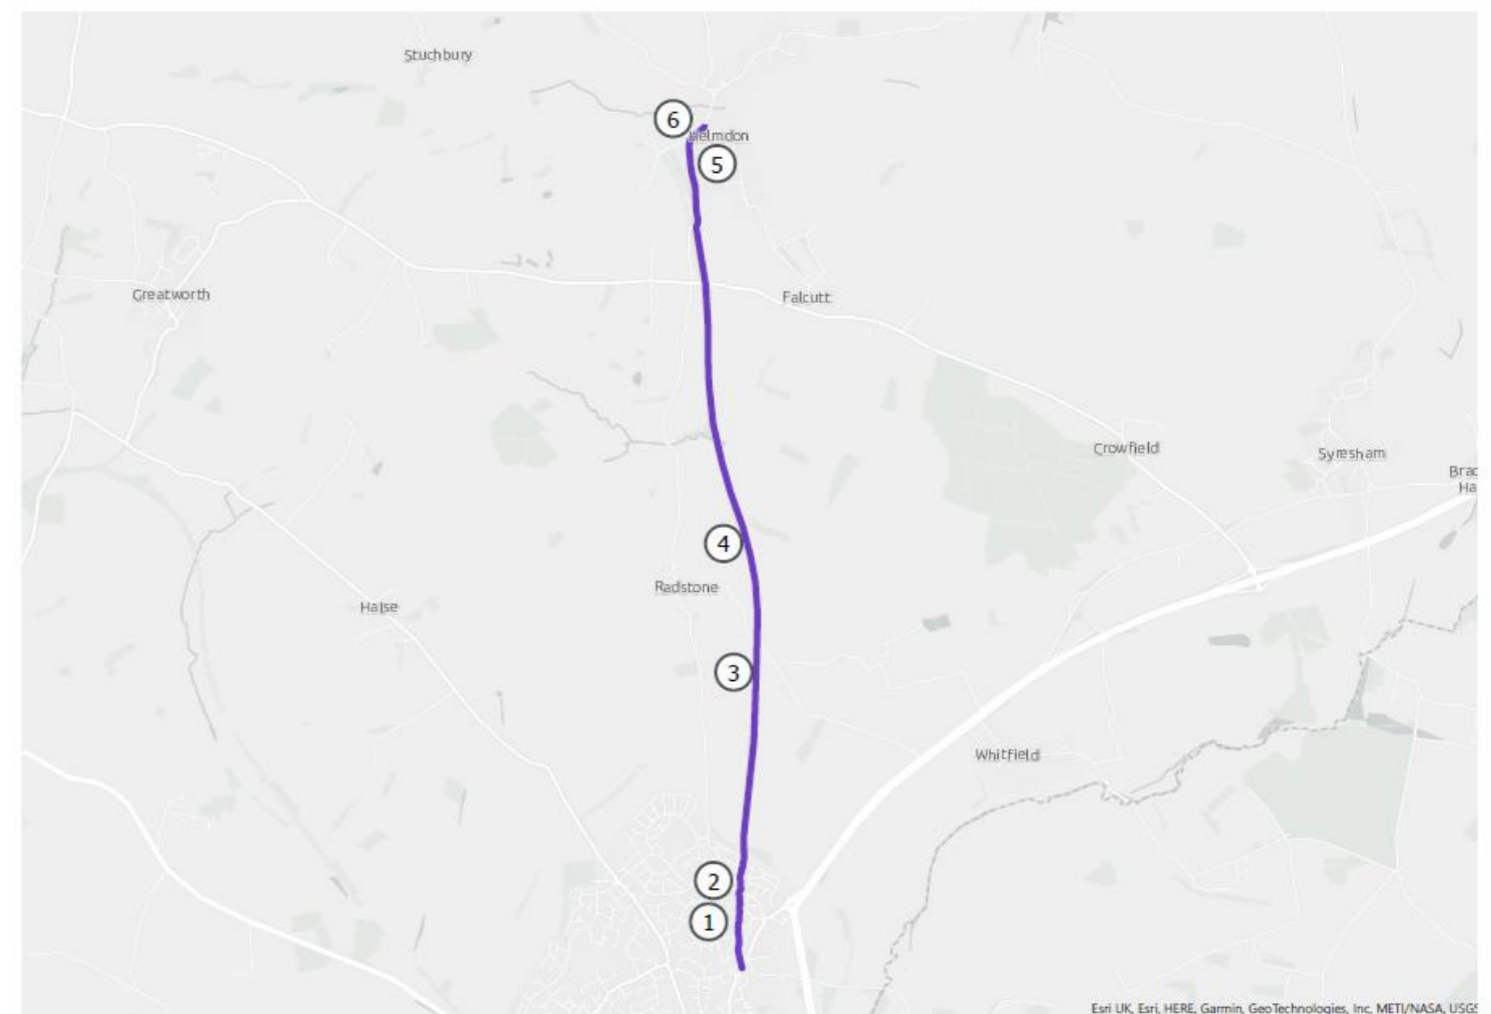 Stuchbury
6
Helmdon
5
Greatworth
Falcutt
Crowfield
Syresham
Brac
Ha
4
Radstone
Halse
3
Whitfield
2
1
Esri UK, Esri, HERE, Garmin, GeoTechnologies, Inc, METI/NASA, USGS